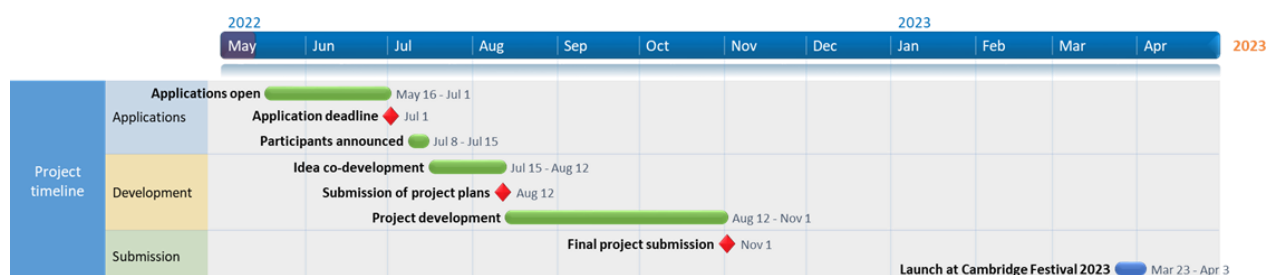 2022
2023
May Jun Jul Aug Sep Oct Nov Dec Jan Feb Mar Apr
2023
Project
timeline
Applications
Applications open May 16 - Jul 1
Application deadline Jul 1
Participants announced Jul 8 - Jul 15
Development
Idea co-development Jul 15 - Aug 12
Submission of project plans Aug 12
Project development Aug 12 - Nov 1
Submission
Final project submission Nov 1
Launch at Cambridge Festival 2023 Mar 23 - Apr 3